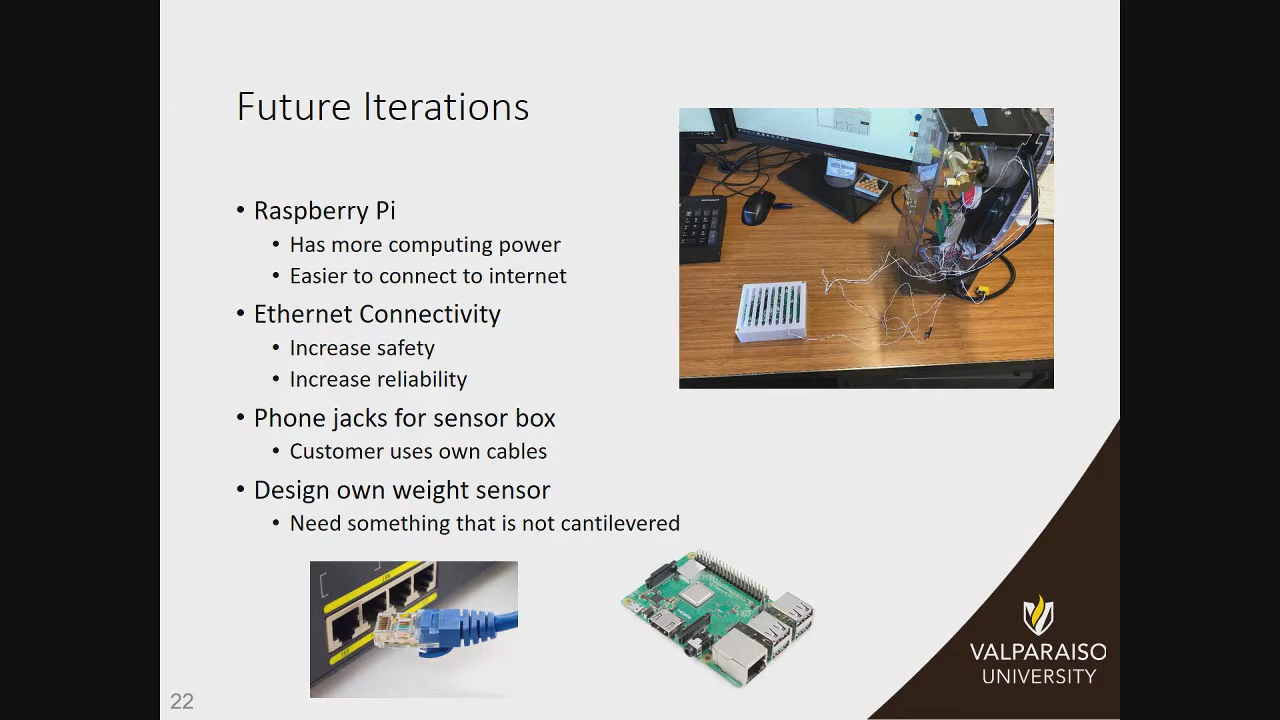 Future Iterations
• Raspberry Pi
• Has more computing power
• Easier to connect to internet
• Ethernet Connectivity
• Increase safety
• Increase reliability
• Phone jacks for sensor box
• Customer uses own cables
• Design own weight sensor
• Need something that is not cantilevered
VALPARAISO
UNIVERSITY
22